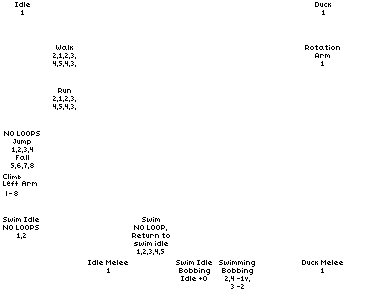 Idle
1
Duck
1
Walk
2,1,2,3,
4,5,4,3,
Rotation
Arm
1
Run
2,1,2,3,
4,5,4,3,
NO LOOPS
Jump
1,2,3,4
Fall
5,6,7,8
Climb
Left Arm
1-8
Swim Idle
NO LOOPS
1,2
Swim
NO LOOP,
Return to
swim idle
1,2,3,4,5
Idle Melee
1
Swim Idle
Bobbing
Idle +0
Swimming
Bobbing
2,4 -1v,
3 -2
Duck Melee
1